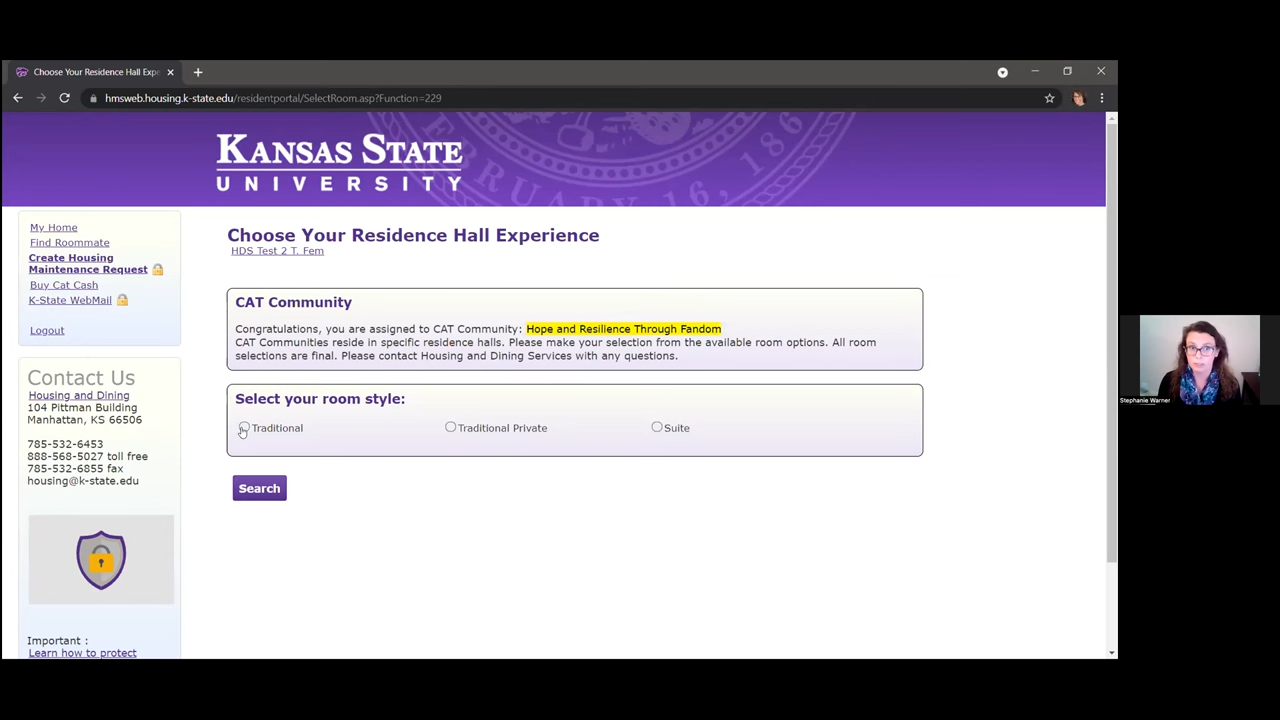 Choose Your Residence Hall Exp
hmsweb.housing.k-state.edu/residentportal/SelectRoom.asp?Function=229
FEBRUARY 16, 186
KANSAS STATE
UNIVERSITY
My Home
Find Roommate
Create Housing
Maintenance Request
Buy Cat Cash
K-State WebMail
Logout
Contact Us
Housing and Dining
104 Pittman Building
Manhattan, KS 66506
785-532-6453
888-568-5027 toll free
785-532-6855 fax
housing@k-state.edu
Important :
Learn how to protect
Choose Your Residence Hall Experience
HDS Test 2 T. Fem
CAT Community
Congratulations, you are assigned to CAT Community: Hope and Resilience Through Fandom
CAT Communities reside in specific residence halls. Please make your selection from the available room options. All room
selections are final. Please contact Housing and Dining Services with any questions.
Select your room style:
Traditional Traditional Private Suite
Search
Stephanie Warner